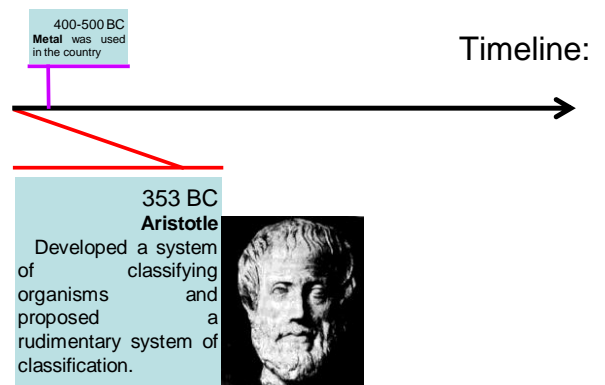 400-500 BC
Metal was used
in the country
Timeline:
353 BC
Aristotle
Developed a system
of classifying
organisms and
proposed a
rudimentary system of
classification.